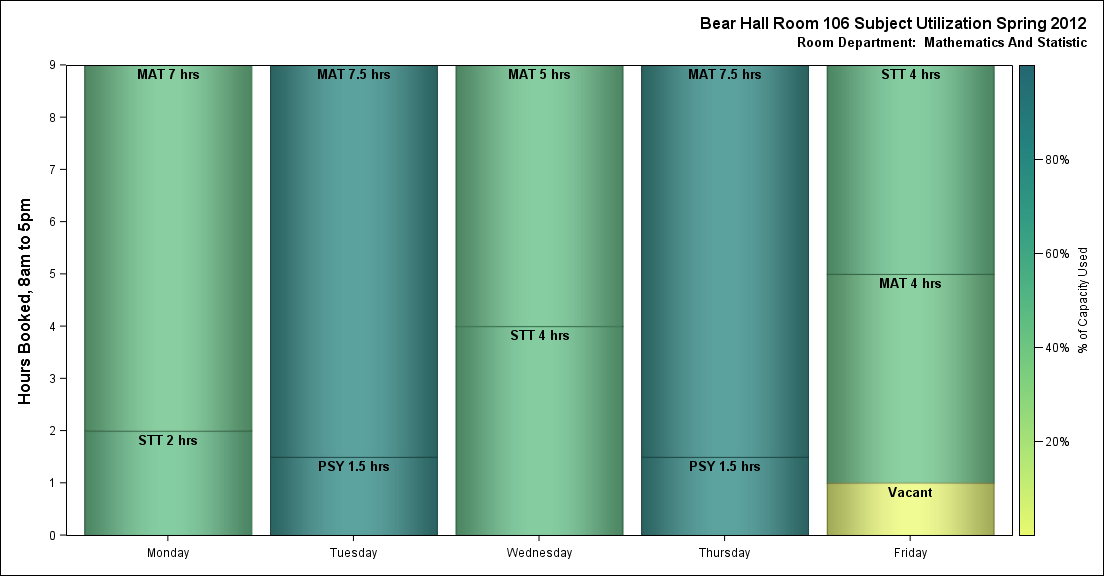 Bear Hall Room 106 Subject Utilization Spring 2012
Room Department:  Mathematics And Statistic
Hours Booked, 8am to 5pm
9
8
7
6
5
4
3
2
1
0
MAT 7 hrs
STT 2 hrs
MAT 7.5 hrs
PSY 1.5 hrs
MAT 5 hrs
STT 4 hrs
MAT 7.5 hrs
PSY 1.5 hrs
STT 4 hrs
MAT 4 hrs
Vacant
Monday
Tuesday
Wednesday
Thursday
Friday
80%
60%
40%
20%
% of Capacity Used